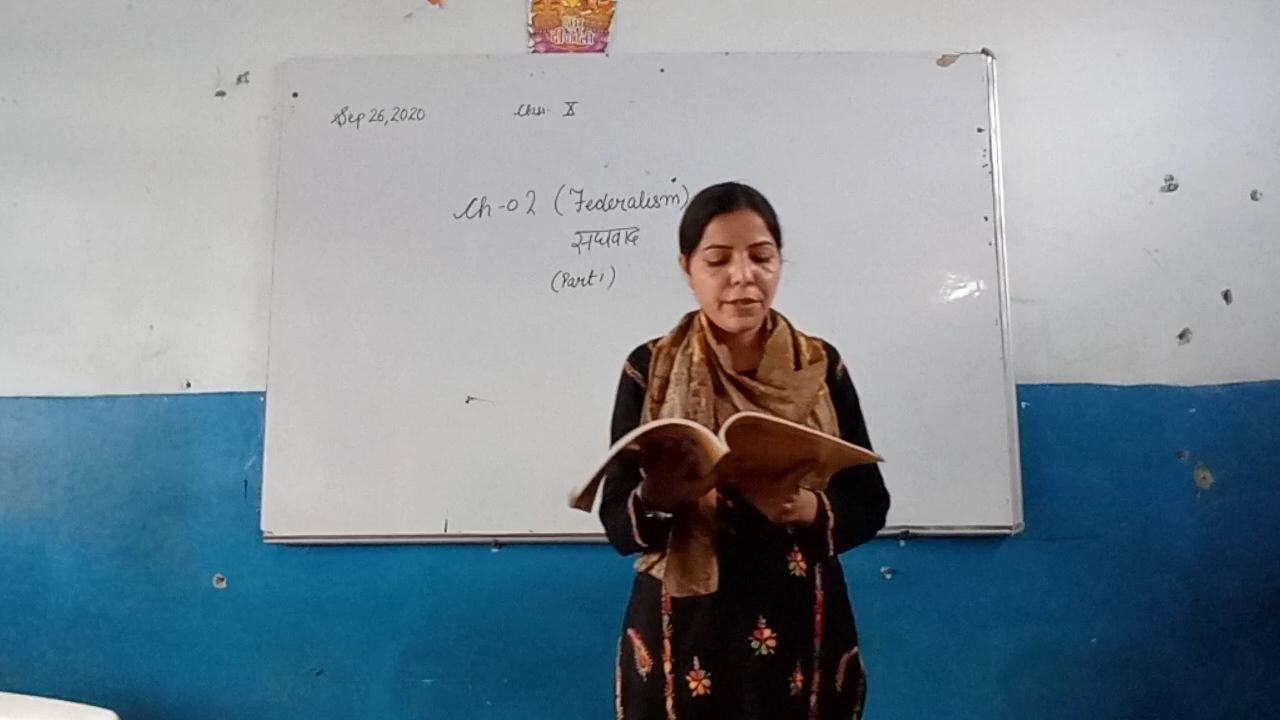 Sep 26, 2020
Class- X
Ch-02 (Federalism)
संघवाद
(Part 1)